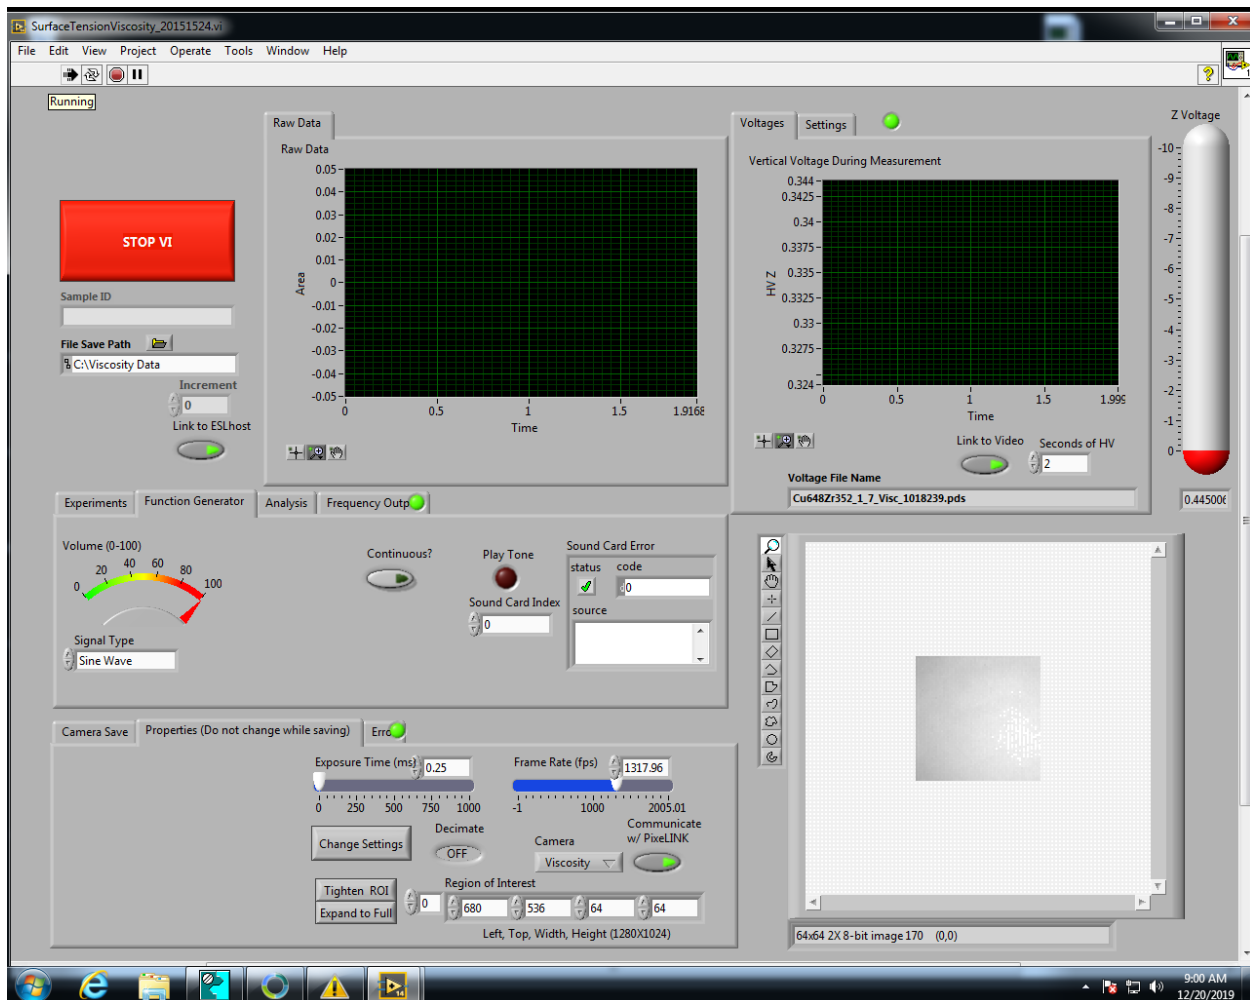 SurfaceTensionViscosity_20151524.vi
File Edit View Project Operate Tools Window Help
Running
Raw Data
Raw Data
0.05
0.04
0.03
0.02
0.01
0
-0.01
-0.02
-0.03
-0.04
-0.05
Area
0 0.5 1 1.5 1.9168
Time
STOP VI
Sample ID
File Save Path
C:\Viscosity Data
Increment
0
Link to ESLhost
Voltages Settings
Vertical Voltage During Measurement
0.344
0.3425
0.34
0.3375
0.335
0.3325
0.33
0.3275
0.324
HV Z
0 0.5 1 1.5 1.999
Time
Link to Video
Seconds of HV
2
Voltage File Name
Cu648Zr352_1_7_Visc_1018239.pds
Z Voltage
-10
-9
-8
-7
-6
-5
-4
-3
-2
-1
0
0.44500
Experiments Function Generator Analysis Frequency Outp
Volume (0-100)
0 20 40 60 80 100
Signal Type
Sine Wave
Continuous?
Play Tone
Sound Card Index
0
Sound Card Error
status code
0
source
Camera Save Properties (Do not change while saving) Erro
Exposure Time (ms) 0.25
0 250 500 750 1000
Frame Rate (fps) 1317.96
-1 1000 2005.01
Change Settings
Decimate
OFF
Camera
Viscosity
Communicate
w/ PixeLINK
Tighten ROI
Expand to Full
Region of Interest
0 680 536 64 64
Left, Top, Width, Height (1280X1024)
64x64 2X 8-bit image 170 (0,0)
14
9:00 AM
12/20/2019